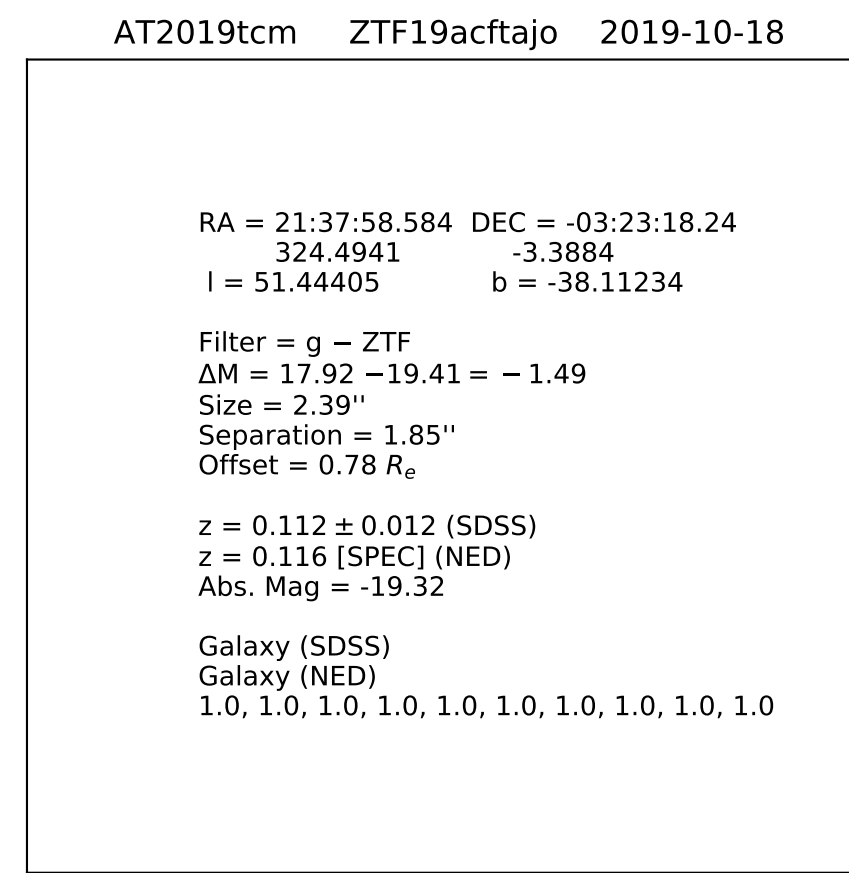 AT2019tcm ZTF19acftajo 2019-10-18
RA = 21:37:58.584 DEC = -03:23:18.24
324.4941 -3.3884
l = 51.44405 b = -38.11234
Filter = g − ZTF
ΔM = 17.92 −19.41 = − 1.49
Size = 2.39''
Separation = 1.85''
Offset = 0.78 Re
z = 0.112 ± 0.012 (SDSS)
z = 0.116 [SPEC] (NED)
Abs. Mag = -19.32
Galaxy (SDSS)
Galaxy (NED)
1.0, 1.0, 1.0, 1.0, 1.0, 1.0, 1.0, 1.0, 1.0, 1.0